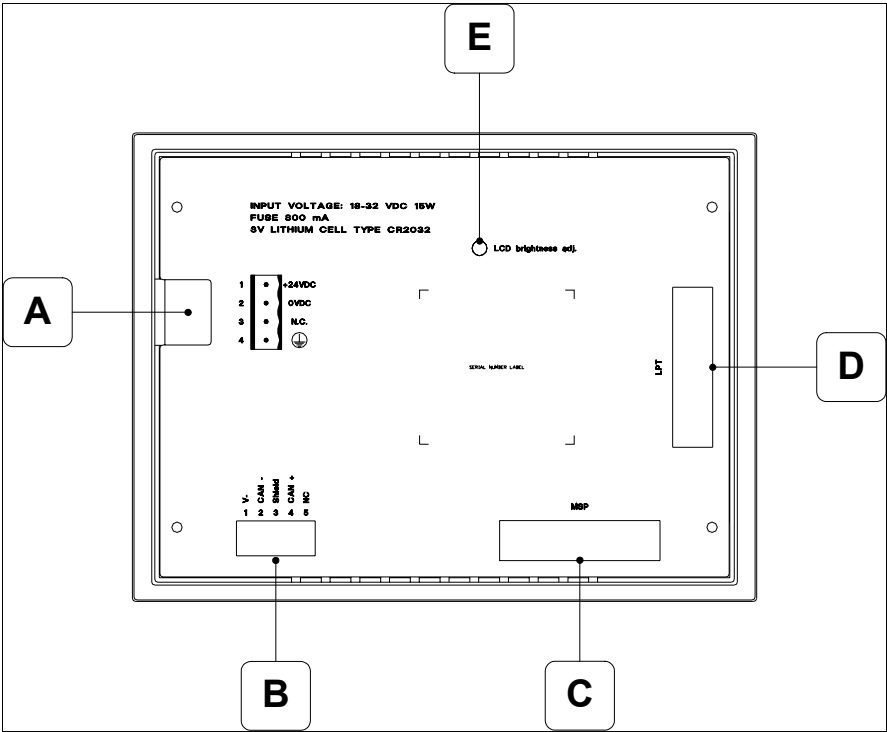 E
INPUT VOLTAGE: 18-32 VDC 15W
FUSE 800 mA
3V LITHIUM CELL TYPE CR2032
LCD brightness adj.
1 +24VDC
2 0VDC
3 N.C.
4
A
SERIAL NUMBER LABEL
LPT
D
V-
CAN -
Shield
CAN +
NC
1 2 3 4 5
MSP
B
C